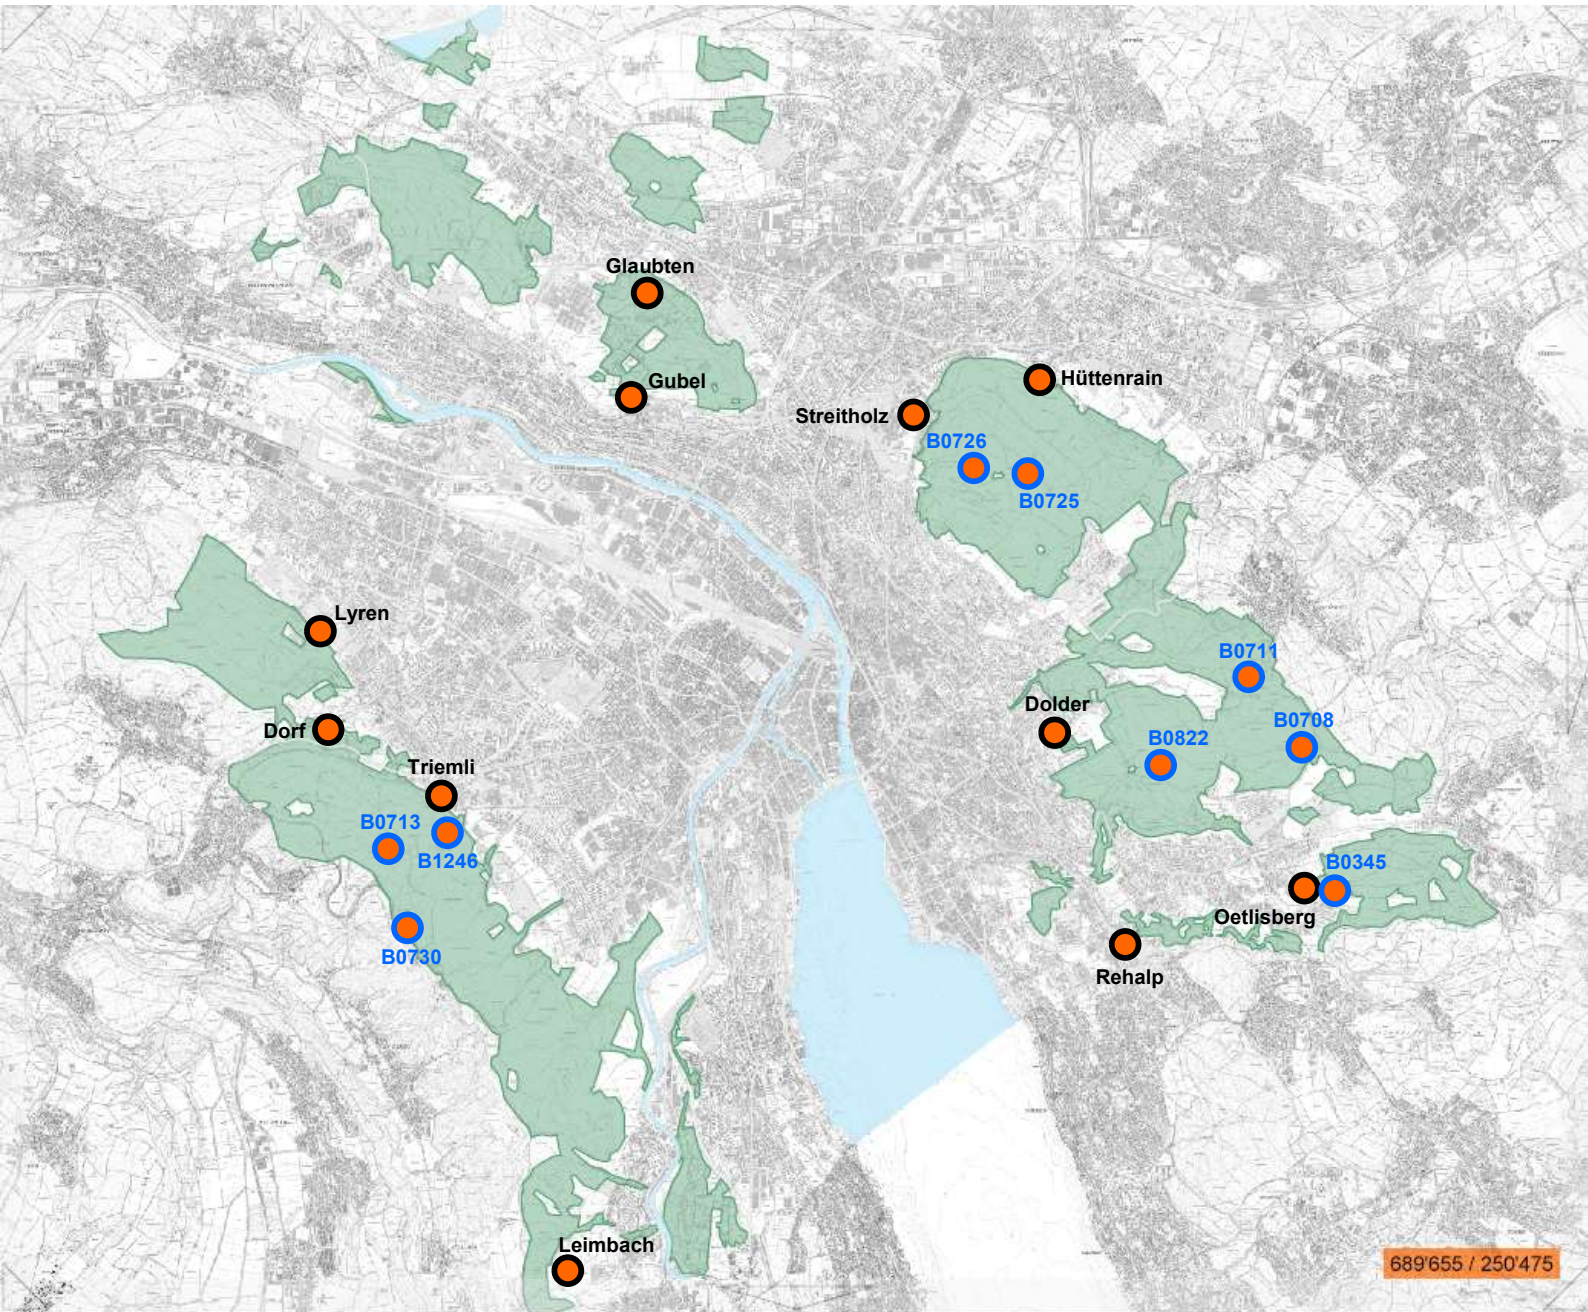 Glaubten
Gubel
Hüttenrain
Streitholz
B0726
B0725
Lyren
B0711
Dolder
B0708
Dorf
B0822
Triemli
B0713
B1246
B0345
Oetlisberg
B0730
Rehalp
Leimbach
689'655 / 250'475